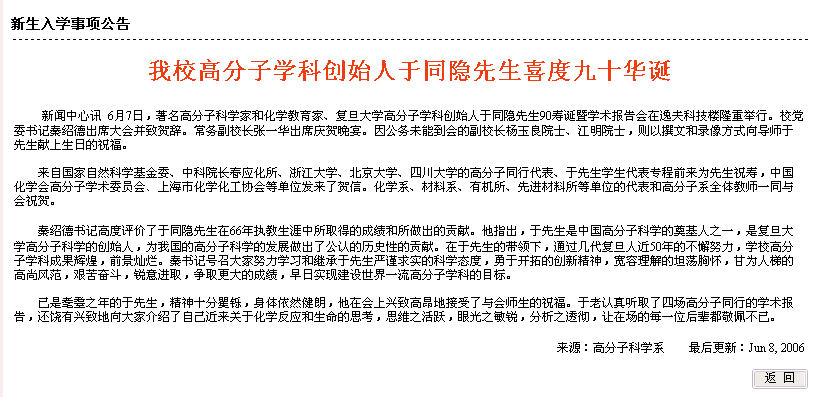 新生入学事项公告
我校高分子学科创始人于同隐先生喜度九十华诞
新闻中心讯 6月7日，著名高分子科学家和化学教育家、复旦大学高分子学科创始人于同隐先生90寿诞暨学术报告会在逸夫科技楼隆重举行。校党
委书记秦绍德出席大会并致贺辞。常务副校长张一华出席庆贺晚宴。因公务未能到会的副校长杨玉良院士、江明院士，则以撰文和录像方式向导师于
先生献上生日的祝福。
来自国家自然科学基金委、中科院长春应化所、浙江大学、北京大学、四川大学的高分子同行代表、于先生学生代表专程前来为先生祝寿，中国
化学会高分子学术委员会、上海市化学化工协会等单位发来了贺信。化学系、材料系、有机所、先进材料所等单位的代表和高分子系全体教师一同与
会祝贺。
秦绍德书记高度评价了于同隐先生在66年执教生涯中所取得的成绩和所做出的贡献。他指出，于先生是中国高分子科学的奠基人之一，是复旦大
学高分子科学的创始人，为我国的高分子科学的发展做出了公认的历史性的贡献。在于先生的带领下，通过几代复旦人近50年的不懈努力，学校高分
子学科成果辉煌，前景灿烂。秦书记号召大家努力学习和继承于先生严谨求实的科学态度，勇于开拓的创新精神，宽容理解的坦荡胸怀，甘为人梯的
高尚风范，艰苦奋斗，锐意进取，争取更大的成绩，早日实现建设世界一流高分子学科的目标。
已是耄耋之年的于先生，精神十分矍铄，身体依然健朗，他在会上兴致高昂地接受了与会师生的祝福。于老认真听取了四场高分子同行的学术报
告，还饶有兴致地向大家介绍了自己近来关于化学反应和生命的思考，思维之活跃，眼光之敏锐，分析之透彻，让在场的每一位后辈都敬佩不已。
来源：高分子科学系 最后更新：Jun 8, 2006
返 回